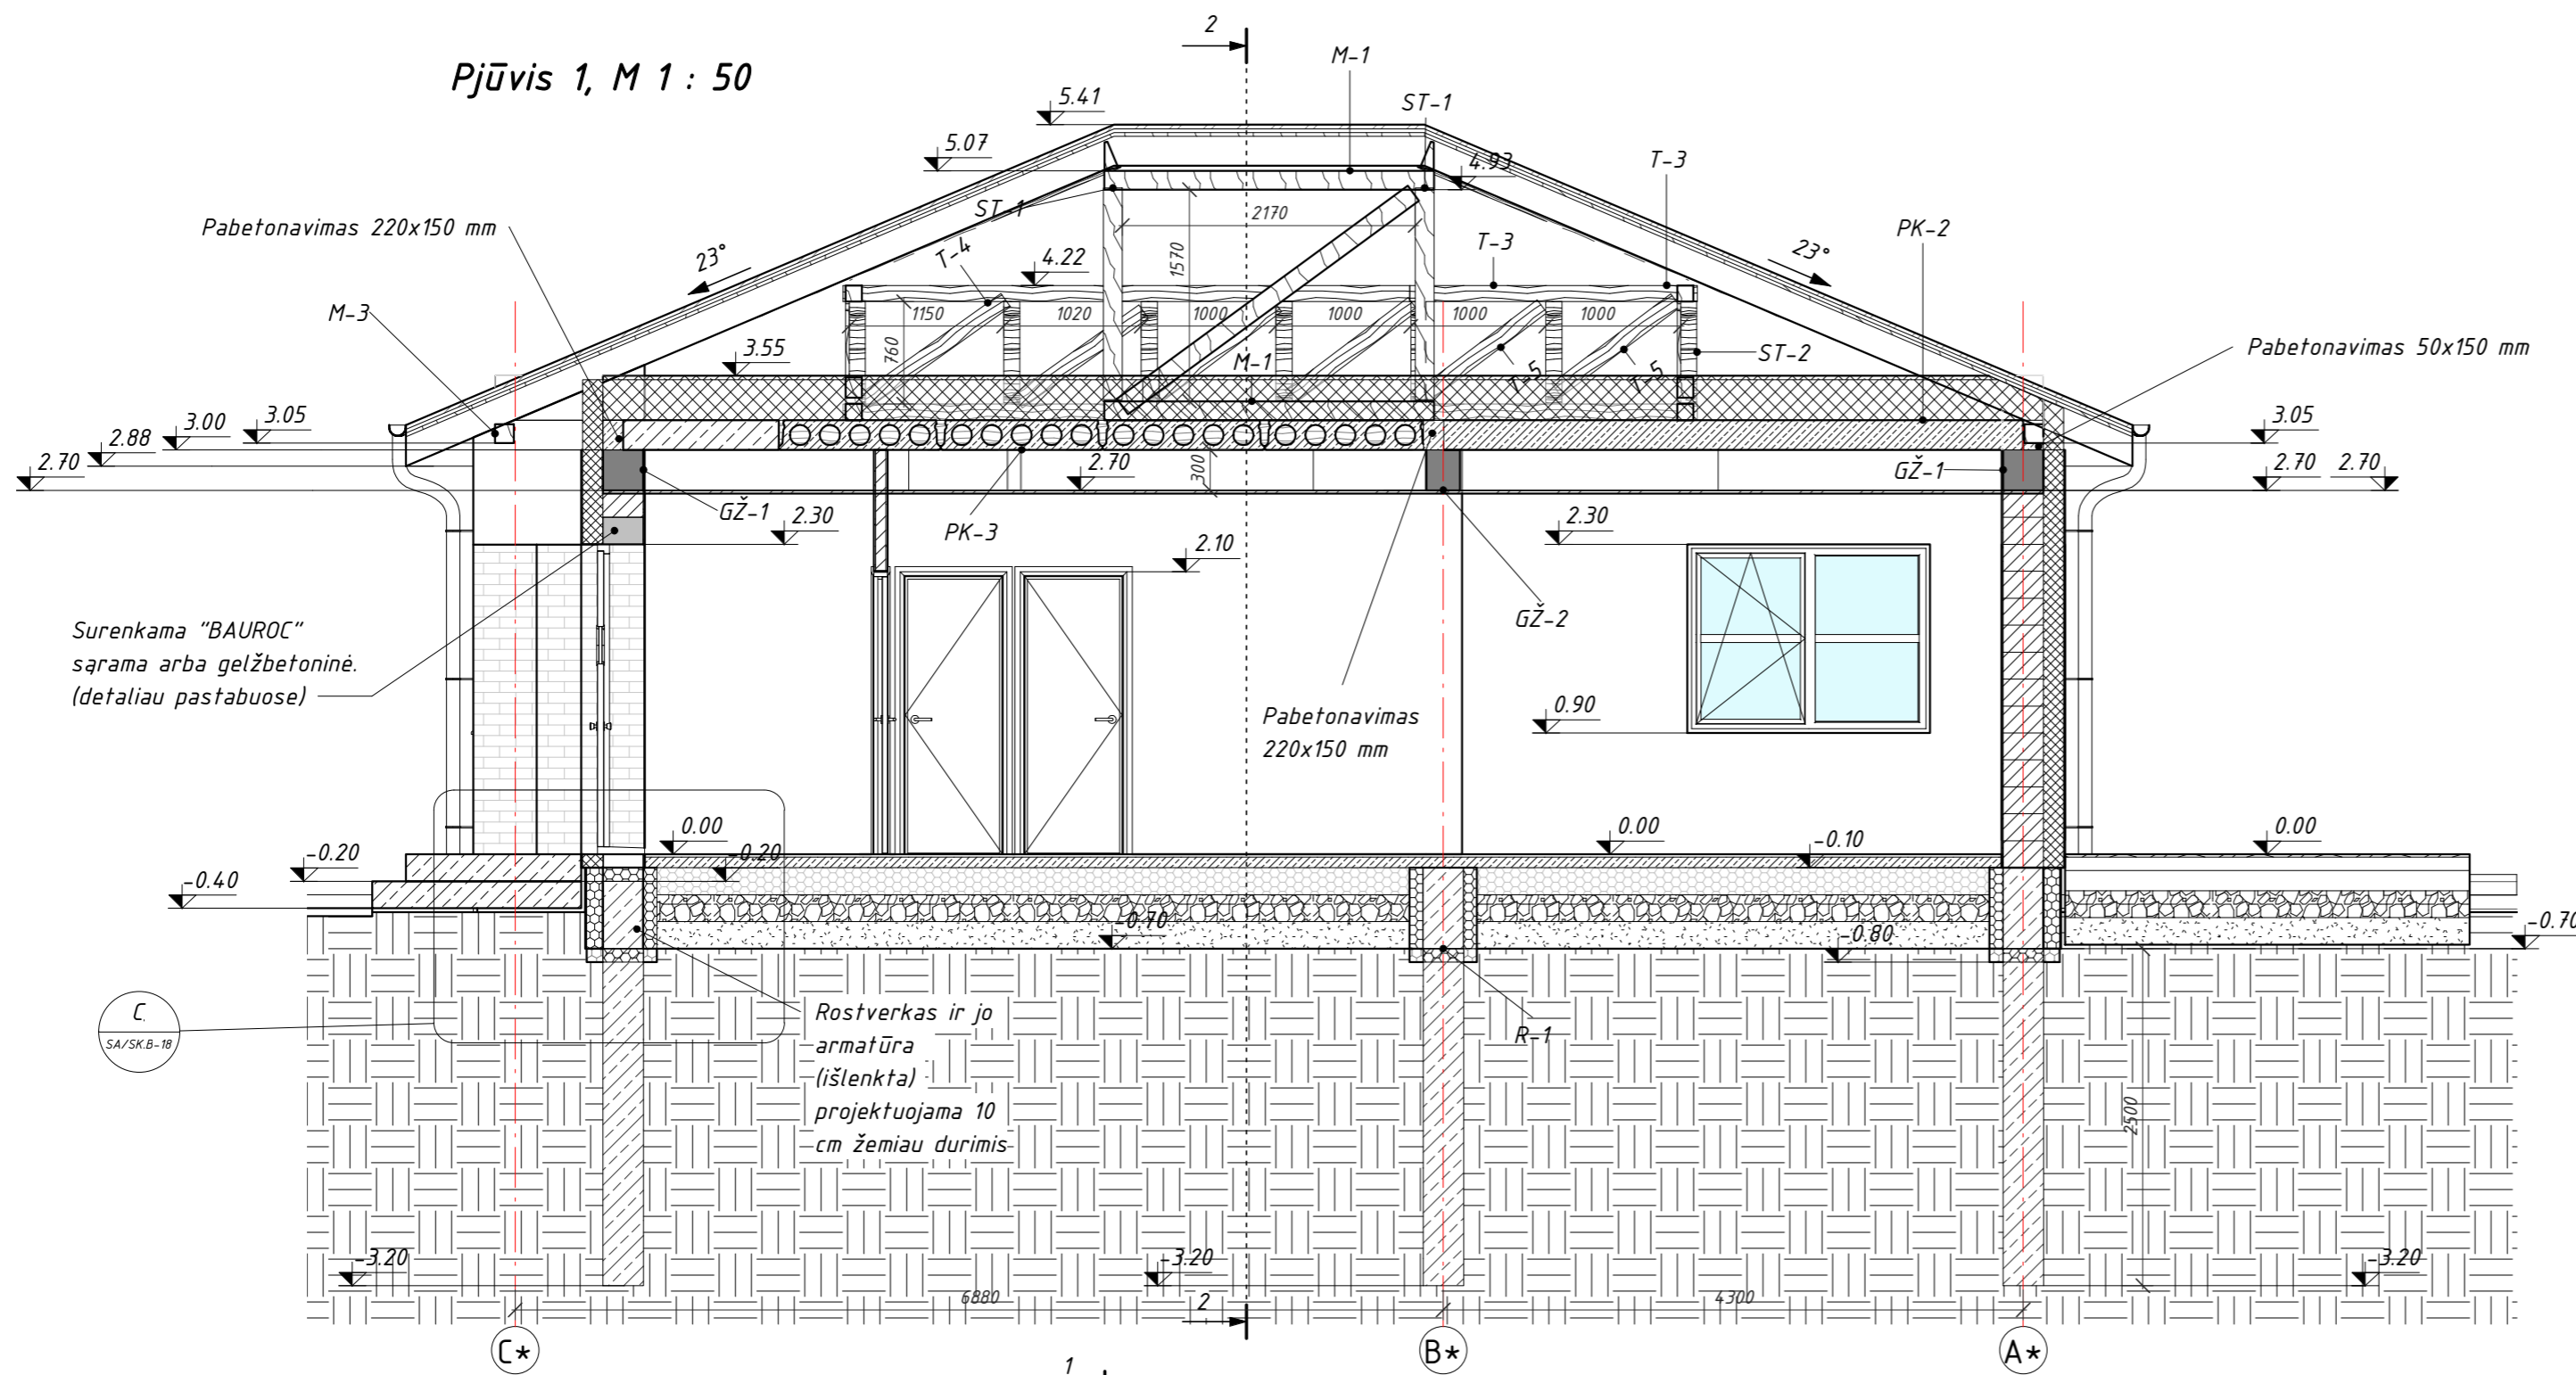 2
Pjūvis 1, M 1 : 50
M-1
ST-1
5.41
5.07
4.93
T-3
Pabetonavimas 220x150 mm
ST-1
2170
T-3
PK-2
23°
T-4
4.22
1570
23°
M-3
1150
1020
1000
1000
1000
1000
760
3.55
M-1
T-5
T-5
ST-2
Pabetonavimas 50x150 mm
3.05
3.00
2.88
2.70
3.05
2.70
300
GŽ-1
2.70
2.70
GŽ-1
2.30
PK-3
2.30
2.10
GŽ-2
Surenkama "BAUROC"
sąrama arba gelžbetoninė.
(detaliau pastabuose)
0.90
Pabetonavimas
220x150 mm
0.00
0.00
0.00
-0.20
-0.20
-0.10
-0.40
-0.70
-0.80
-0.70
C.
SA/SK.B-18
Rostverkas ir jo
armatūra
(išlenkta)
projektuojama 10
cm žemiau durimis
R-1
2500
-3.20
-3.20
-3.20
6880
2
4300
C*
B*
A*
1